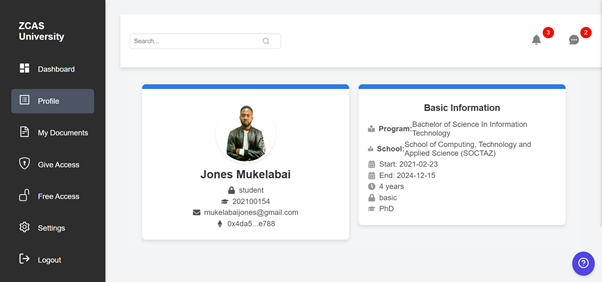 ZCAS
University
Dashboard
Profile
My Documents
Give Access
Free Access
Settings
Logout
Search...
3
2
Jones Mukelabai
student
202100154
mukelabaijones@gmail.com
0x4da5...e788
Basic Information
Program: Bachelor of Science In Information
Technology
School: School of Computing, Technology and
Applied Science (SOCTAZ)
Start: 2021-02-23
End: 2024-12-15
4 years
basic
PhD